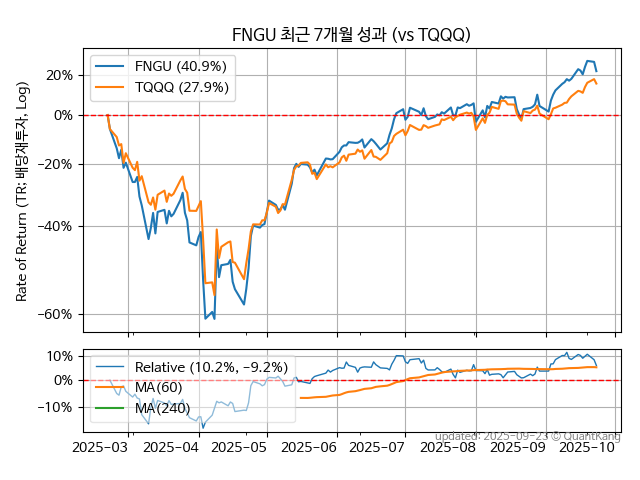 FNGU 최근 7개월 성과 (vs TQQQ)
Rate of Return (TR: 배당재투자, Log)
20%
0%
−20%
−40%
−60%
FNGU (40.9%)
TQQQ (27.9%)
10%
0%
−10%
Relative (10.2%, −9.2%)
MA(60)
MA(240)
updated: 2025-09-23 © QuantKang
2025-03 2025-04 2025-05 2025-06 2025-07 2025-08 2025-09 2025-10